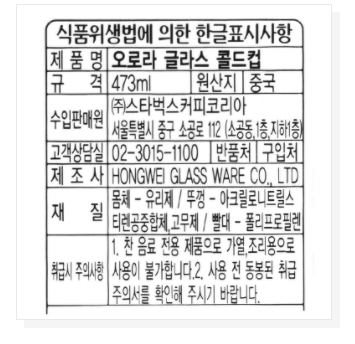 식품위생법에 의한 한글표시사항
제 품 명 오로라 글라스 콜드컵
규 격 473ml 원산지 중국
수입판매원 ㈜스타벅스커피코리아
서울특별시 중구 소공로 112 (소공동,1층,지하1층)
고객상담실 02-3015-1100 반품처 구입처
제 조 사 HONGWEI GLASS WARE CO., LTD
재 질 몸체 - 유리제 / 뚜껑 - 아크릴로니트릴스
티렌공중합체,고무제 / 빨대 - 폴리프로필렌
취급시 주의사항 1. 찬 음료 전용 제품으로 가열,조리용으로
사용이 불가합니다.2. 사용 전 동봉된 취급
주의서를 확인해 주시기 바랍니다.